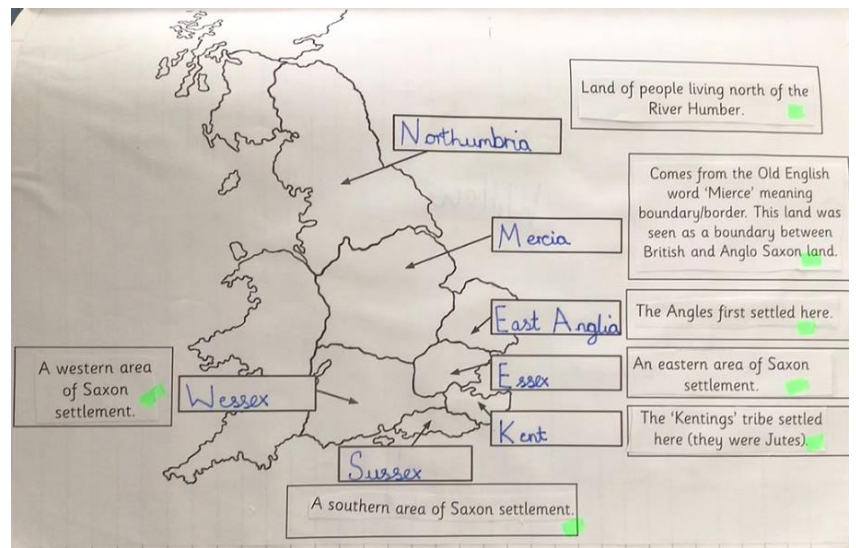 Land of people living north of the
River Humber.
Northumbria
Comes from the Old English
word ‘Mierce’ meaning
boundary/border. This land was
seen as a boundary between
British and Anglo Saxon land.
Mercia
East Anglia
The Angles first settled here.
Essex
An eastern area of Saxon
settlement.
A western area
of Saxon
settlement.
Wessex
Kent
The ‘Kentings’ tribe settled
here (they were Jutes).
Sussex
A southern area of Saxon settlement.